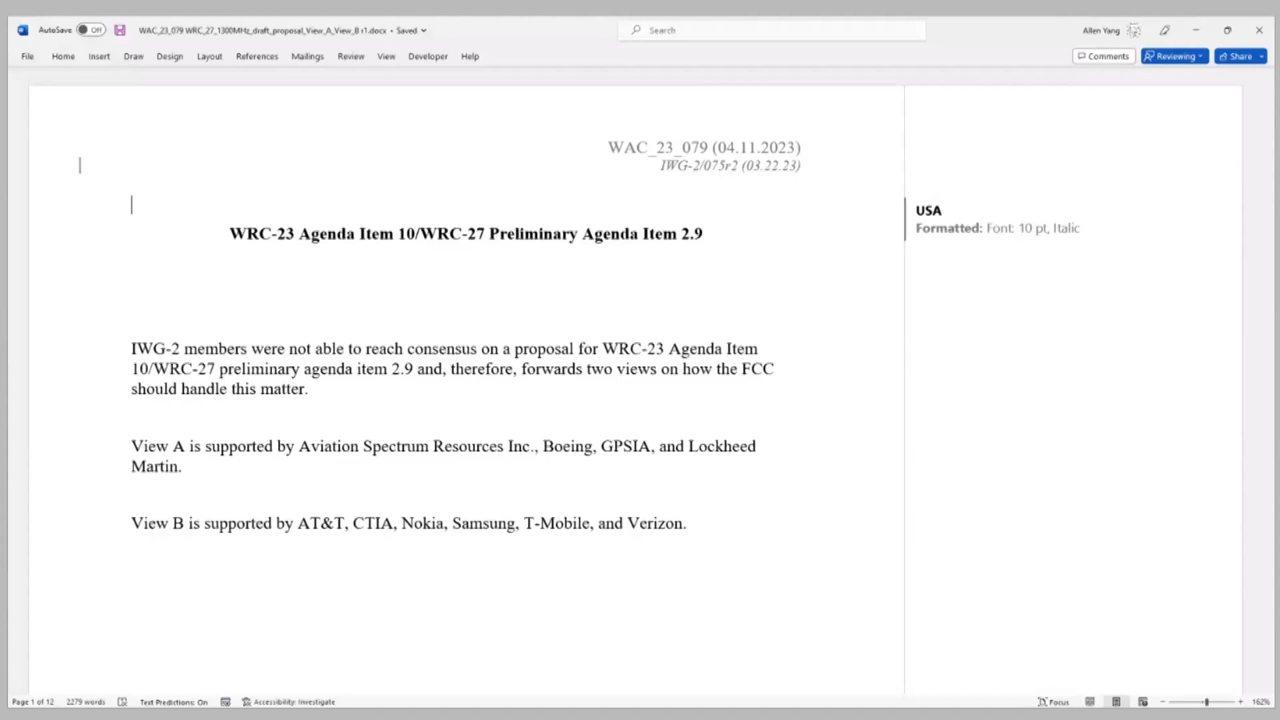 AutoSave Off WAC_23_079 WRC_27_1300MHz_draft_proposal_View_A_View_B r1.docx • Saved Search Allen Yang
File Home Insert Draw Design Layout References Mailings Review View Developer Help Comments Reviewing Share
WAC_23_079 (04.11.2023)
IWG-2/075r2 (03.22.23)
USA
Formatted: Font: 10 pt, Italic
WRC-23 Agenda Item 10/WRC-27 Preliminary Agenda Item 2.9
IWG-2 members were not able to reach consensus on a proposal for WRC-23 Agenda Item
10/WRC-27 preliminary agenda item 2.9 and, therefore, forwards two views on how the FCC
should handle this matter.
View A is supported by Aviation Spectrum Resources Inc., Boeing, GPSIA, and Lockheed
Martin.
View B is supported by AT&T, CTIA, Nokia, Samsung, T-Mobile, and Verizon.
Page 1 of 12 2279 words Text Predictions: On Accessibility: Investigate Focus 162%